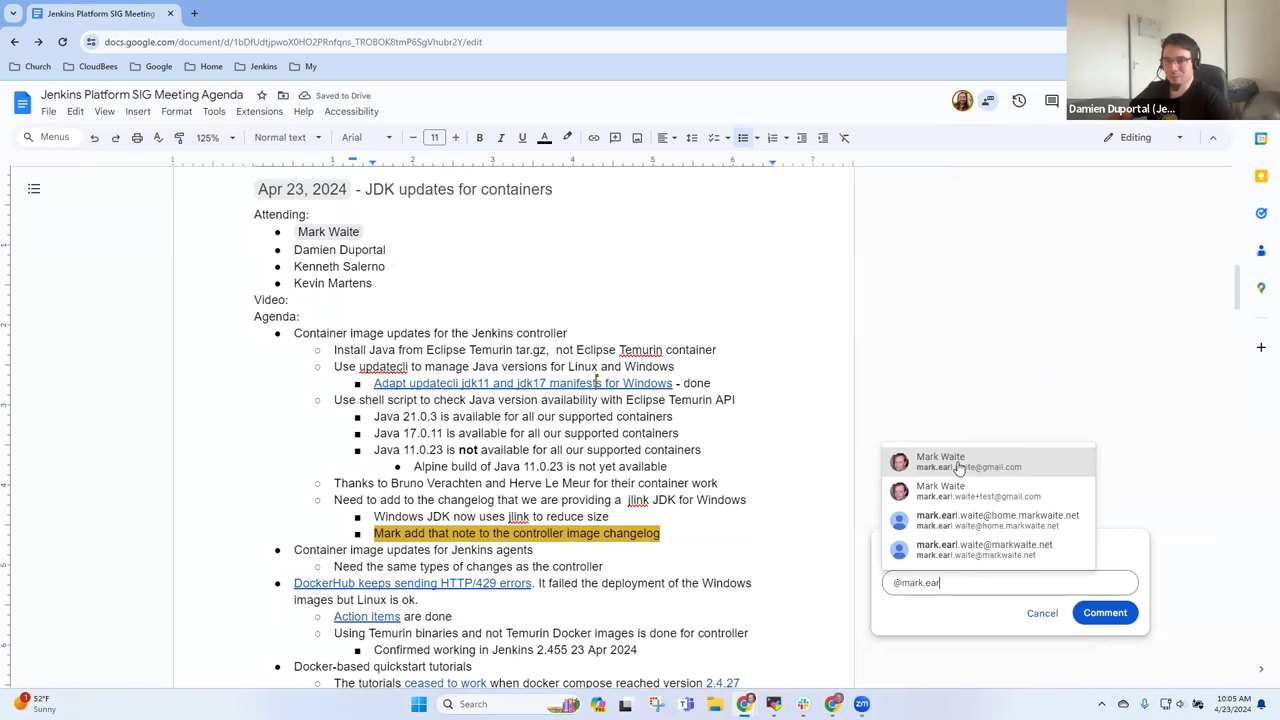 Jenkins Platform SIG Meeting
docs.google.com/document/d/1bDfUdtjpwoX0HO2PRnfqns_TROBOK8tmP6SgVhubr2Y/edit
Church
CloudBees
Google
Home
Jenkins
My
Damien Duportal (Je...
Jenkins Platform SIG Meeting Agenda
Saved to Drive
File
Edit
View
Insert
Format
Tools
Extensions
Help
Accessibility
Menus
125%
Normal text
Arial
11
B
I
U
A
Editing
1
1
2
3
4
5
6
7
Apr 23, 2024 - JDK updates for containers
Attending:
● Mark Waite
● Damien Duportal
● Kenneth Salerno
● Kevin Martens
Video:
Agenda:
● Container image updates for the Jenkins controller
○ Install Java from Eclipse Temurin tar.gz, not Eclipse Temurin container
○ Use updatecli to manage Java versions for Linux and Windows
■ Adapt updatecli jdk11 and jdk17 manifests for Windows - done
○ Use shell script to check Java version availability with Eclipse Temurin API
■ Java 21.0.3 is available for all our supported containers
■ Java 17.0.11 is available for all our supported containers
■ Java 11.0.23 is not available for all our supported containers
● Alpine build of Java 11.0.23 is not yet available
○ Thanks to Bruno Verachten and Herve Le Meur for their container work
○ Need to add to the changelog that we are providing a jlink JDK for Windows
■ Windows JDK now uses jlink to reduce size
■ Mark add that note to the controller image changelog
● Container image updates for Jenkins agents
○ Need the same types of changes as the controller
● DockerHub keeps sending HTTP/429 errors. It failed the deployment of the Windows
images but Linux is ok.
○ Action items are done
○ Using Temurin binaries and not Temurin Docker images is done for controller
■ Confirmed working in Jenkins 2.455 23 Apr 2024
● Docker-based quickstart tutorials
○ The tutorials ceased to work when docker compose reached version 2.4.27
Mark Waite
mark.earl.waite@gmail.com
Mark Waite
mark.earl.waite+test@gmail.com
mark.earl.waite@home.markwaite.net
mark.earl.waite@home.markwaite.net
mark.earl.waite@markwaite.net
mark.earl.waite@markwaite.net
@mark.ear
Cancel
Comment
52°F
Sunny
Search
10:05 AM
4/23/2024